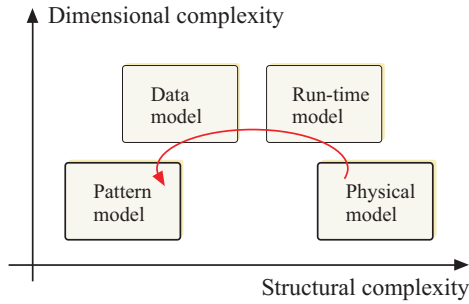 Dimensional complexity
Data
model
Run-time
model
Pattern
model
Physical
model
Structural complexity